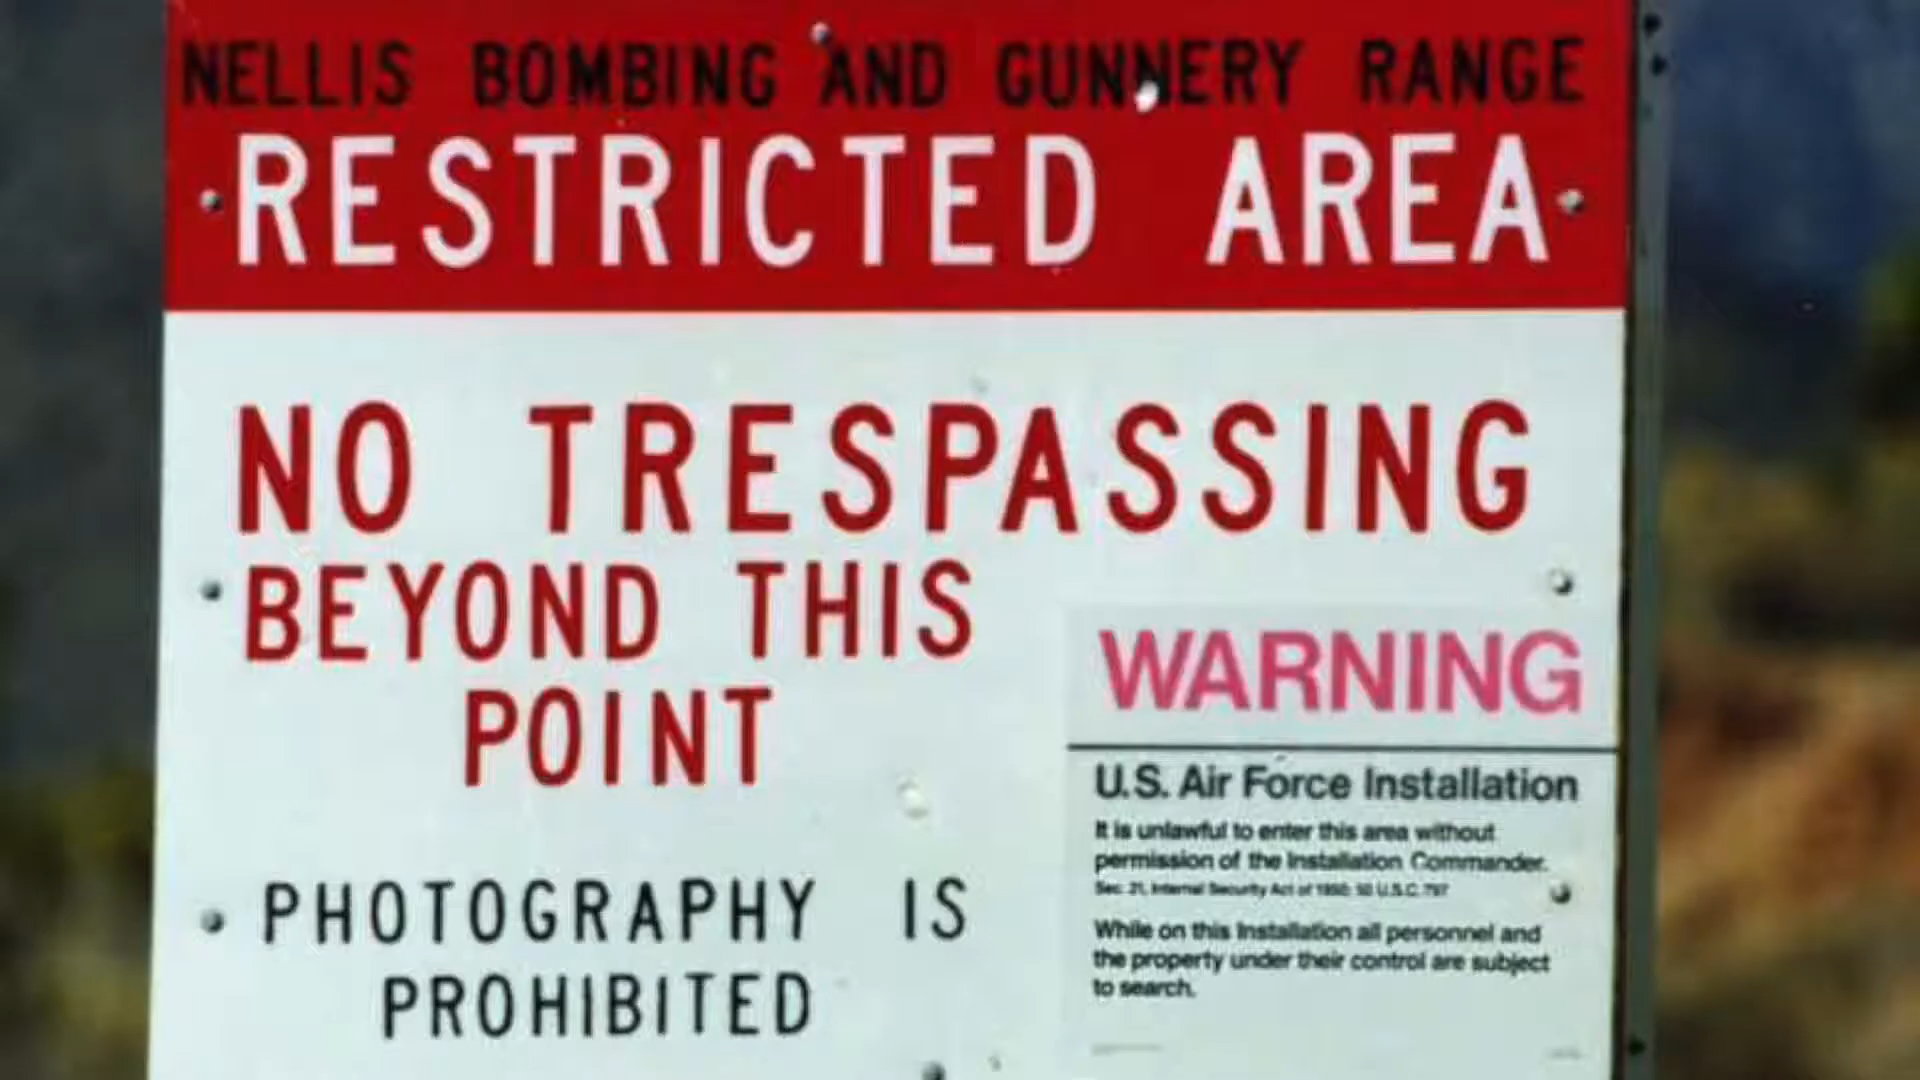 NELLIS BOMBING AND GUNNERY RANGE
RESTRICTED AREA
NO TRESPASSING
BEYOND THIS
POINT
PHOTOGRAPHY IS
PROHIBITED
WARNING
U.S. Air Force Installation
It is unlawful to enter this area without
permission of the Installation Commander.
Sec. 21, Internal Security Act of 1950; 50 U.S.C. 797
While on this Installation all personnel and
the property under their control are subject
to search.